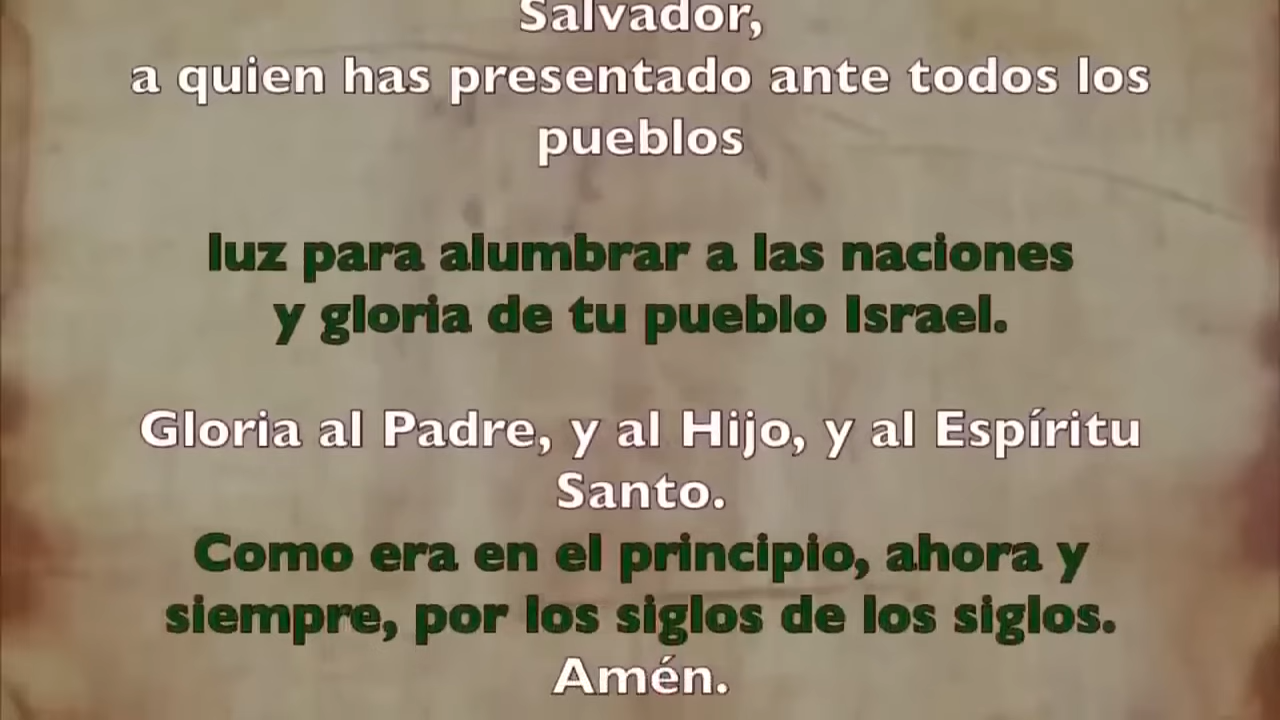 Salvador,
a quien has presentado ante todos los
pueblos
luz para alumbrar a las naciones
y gloria de tu pueblo Israel.
Gloria al Padre, y al Hijo, y al Espíritu
Santo.
Como era en el principio, ahora y
siempre, por los siglos de los siglos.
Amén.